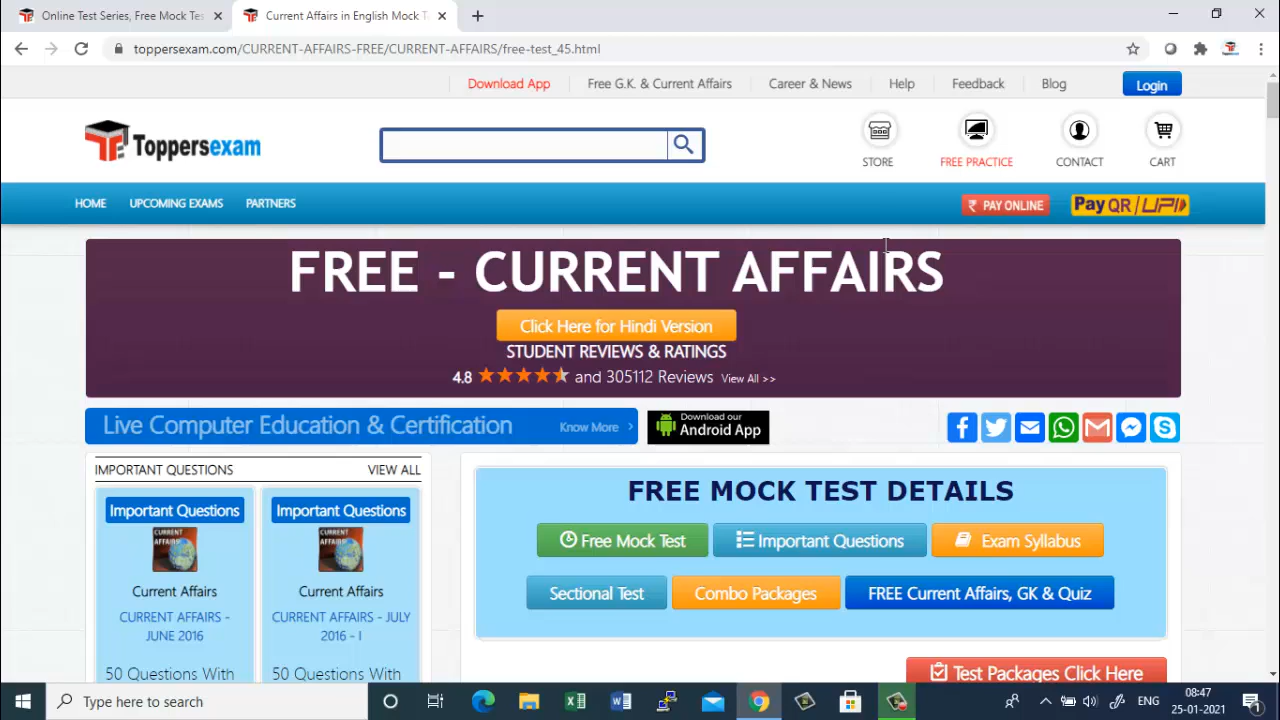 Online Test Series, Free Mock Tes
Current Affairs in English Mock T
toppersexam.com/CURRENT-AFFAIRS-FREE/CURRENT-AFFAIRS/free-test_45.html
Download App
Free G.K. & Current Affairs
Career & News
Help
Feedback
Blog
Login
Toppersexam
STORE
FREE PRACTICE
CONTACT
CART
HOME
UPCOMING EXAMS
PARTNERS
₹ PAY ONLINE
Pay QR/UPI
FREE - CURRENT AFFAIRS
Click Here for Hindi Version
STUDENT REVIEWS & RATINGS
4.8 and 305112 Reviews View All >>
Live Computer Education & Certification
Know More
Download our
Android App
IMPORTANT QUESTIONS
VIEW ALL
Important Questions
CURRENT
AFFAIRS
Current Affairs
CURRENT AFFAIRS -
JUNE 2016
50 Questions With
Important Questions
CURRENT
AFFAIRS
Current Affairs
CURRENT AFFAIRS - JULY
2016 - I
50 Questions With
FREE MOCK TEST DETAILS
Free Mock Test
Important Questions
Exam Syllabus
Sectional Test
Combo Packages
FREE Current Affairs, GK & Quiz
Test Packages Click Here
Type here to search
ENG
08:47
25-01-2021
1